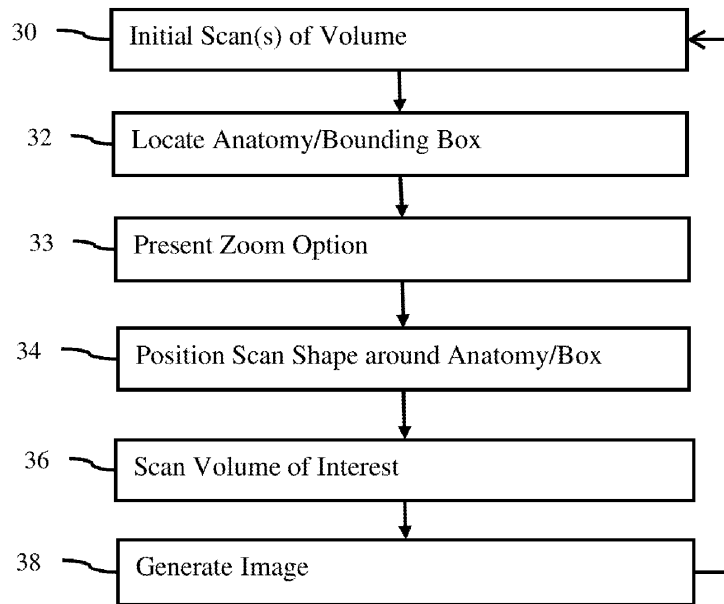 30 Initial Scan(s) of Volume
32 Locate Anatomy/Bounding Box
33 Present Zoom Option
34 Position Scan Shape around Anatomy/Box
36 Scan Volume of Interest
38 Generate Image